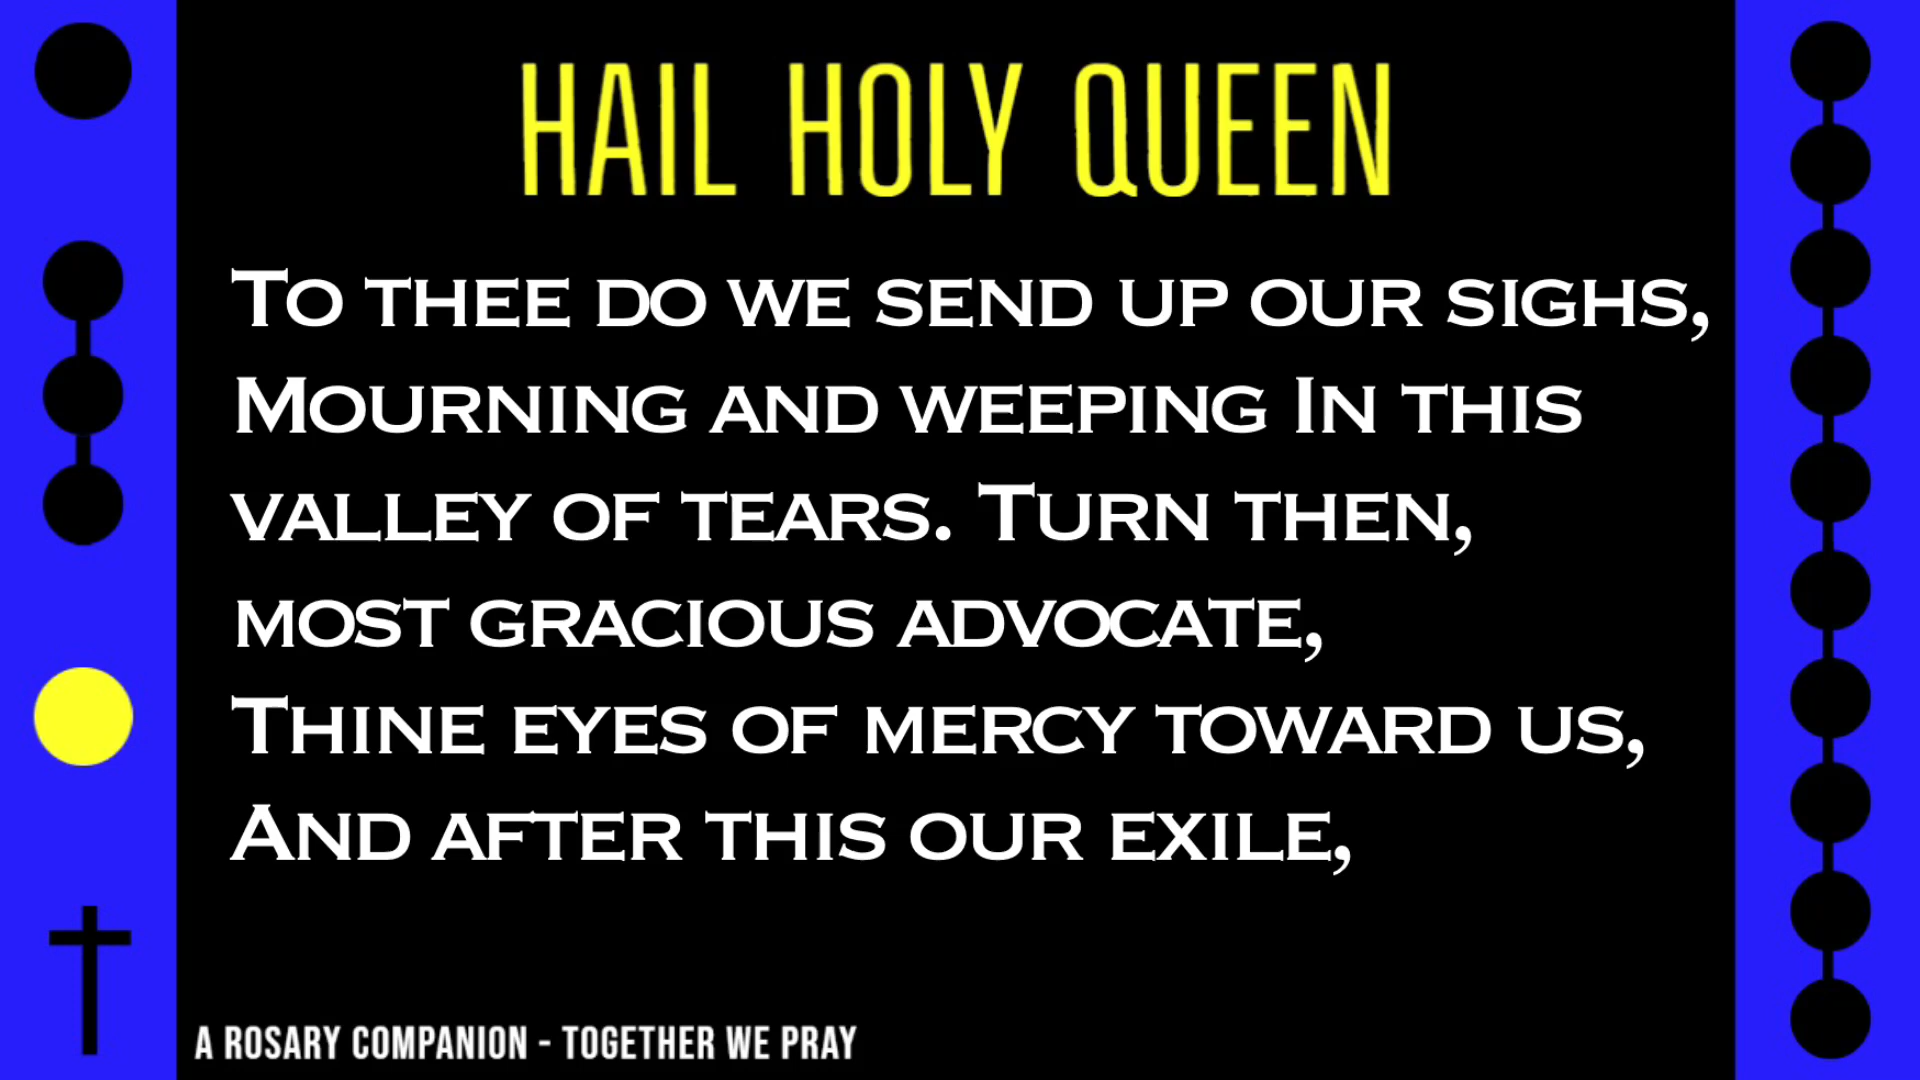 HAIL HOLY QUEEN
To thee do we send up our sighs,
Mourning and weeping In this
valley of tears. Turn then,
most gracious advocate,
Thine eyes of mercy toward us,
And after this our exile,
A ROSARY COMPANION - TOGETHER WE PRAY